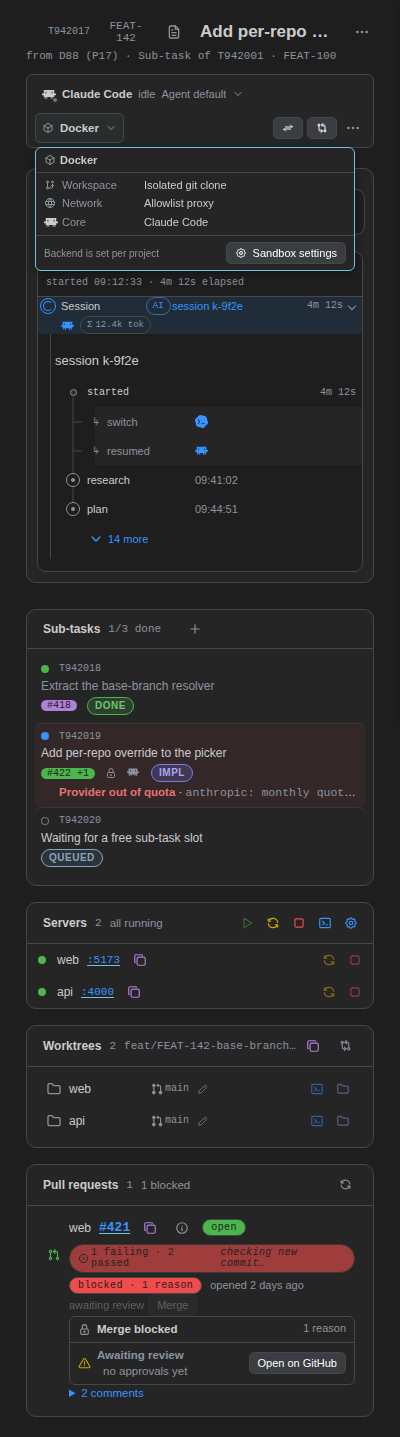 T942017 FEAT-142 Add per-repo … ···
from D88 (P17) · Sub-task of T942001 · FEAT-100
Claude Code idle Agent default
Docker
Docker
Workspace Isolated git clone
Network Allowlist proxy
Core Claude Code
Backend is set per project Sandbox settings
started 09:12:33 · 4m 12s elapsed
Session AI session k-9f2e 4m 12s
Σ 12.4k tok
session k-9f2e
started 4m 12s
↳ switch
↳ resumed
research 09:41:02
plan 09:44:51
14 more
Sub-tasks 1/3 done
T942018
Extract the base-branch resolver
#418 DONE
T942019
Add per-repo override to the picker
#422 +1 IMPL
Provider out of quota · anthropic: monthly quot…
T942020
Waiting for a free sub-task slot
QUEUED
Servers 2 all running
web :5173
api :4000
Worktrees 2 feat/FEAT-142-base-branch…
web main
api main
Pull requests 1 1 blocked
web #421 open
1 failing · 2 passed checking new commit…
blocked · 1 reason opened 2 days ago
awaiting review Merge
Merge blocked 1 reason
Awaiting review
no approvals yet
Open on GitHub
2 comments